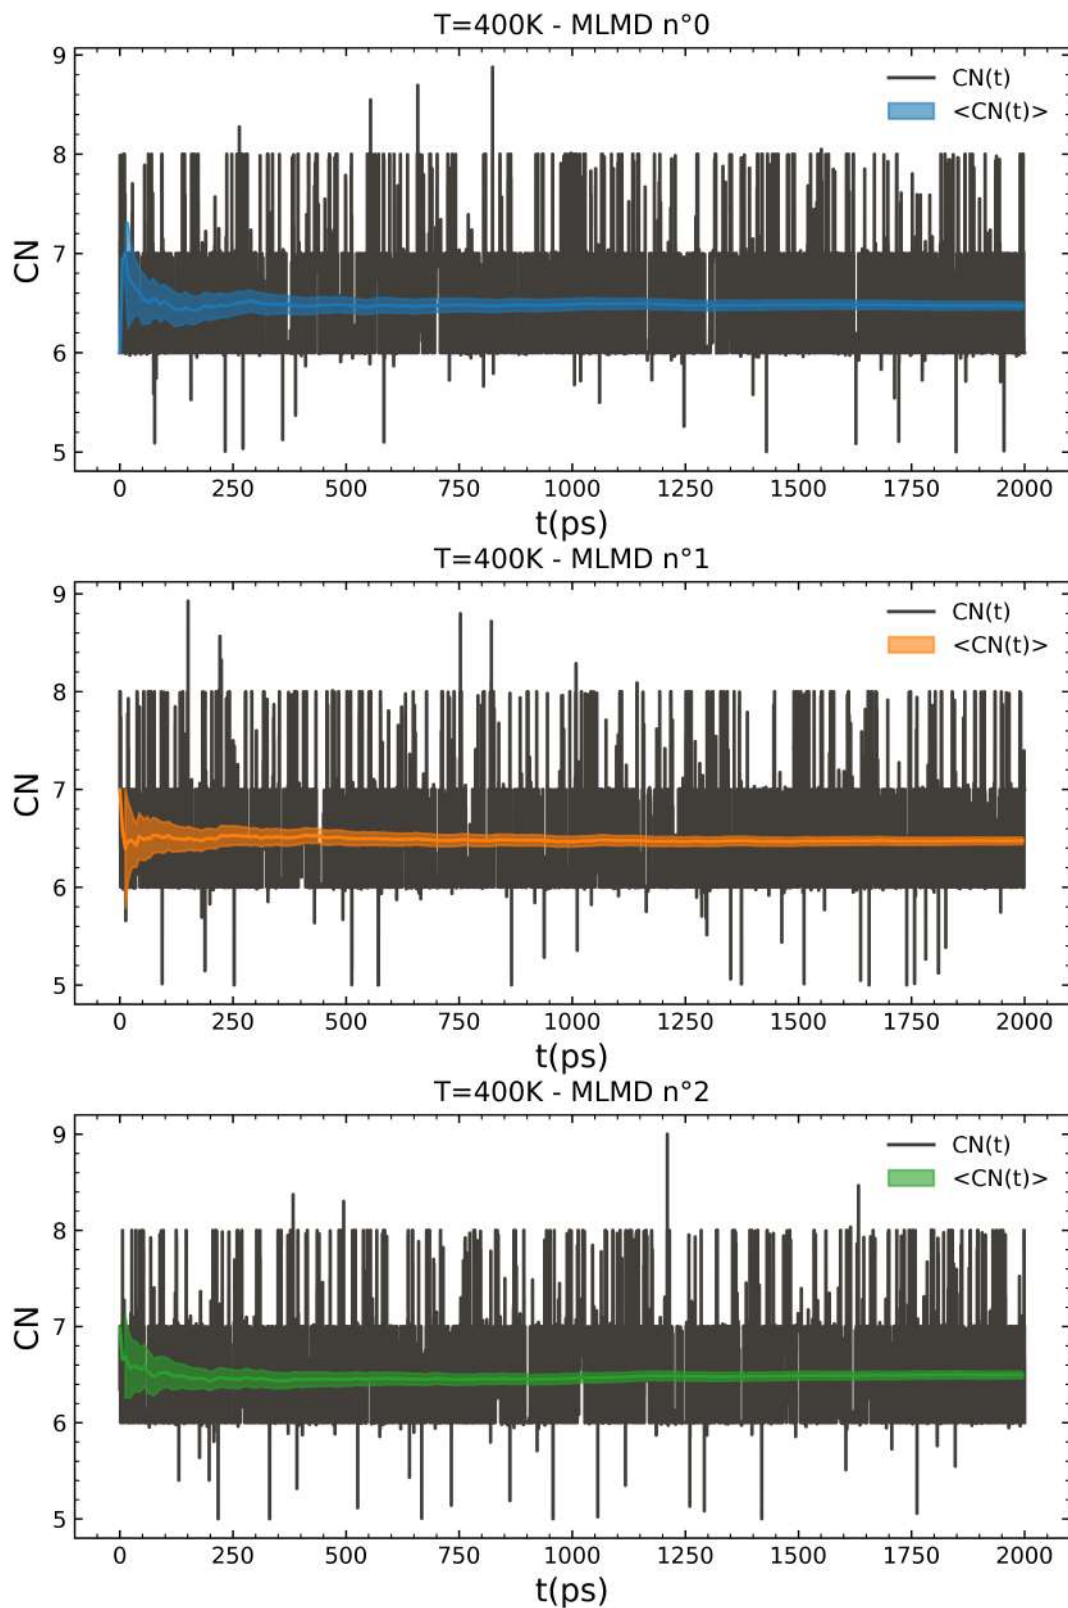 T=400K - MLMD n°0
9
8
7
6
5
CN
CN(t)
<CN(t)>
0 250 500 750 1000 1250 1500 1750 2000
t(ps)
T=400K - MLMD n°1
9
8
7
6
5
CN
CN(t)
<CN(t)>
0 250 500 750 1000 1250 1500 1750 2000
t(ps)
T=400K - MLMD n°2
9
8
7
6
5
CN
CN(t)
<CN(t)>
0 250 500 750 1000 1250 1500 1750 2000
t(ps)